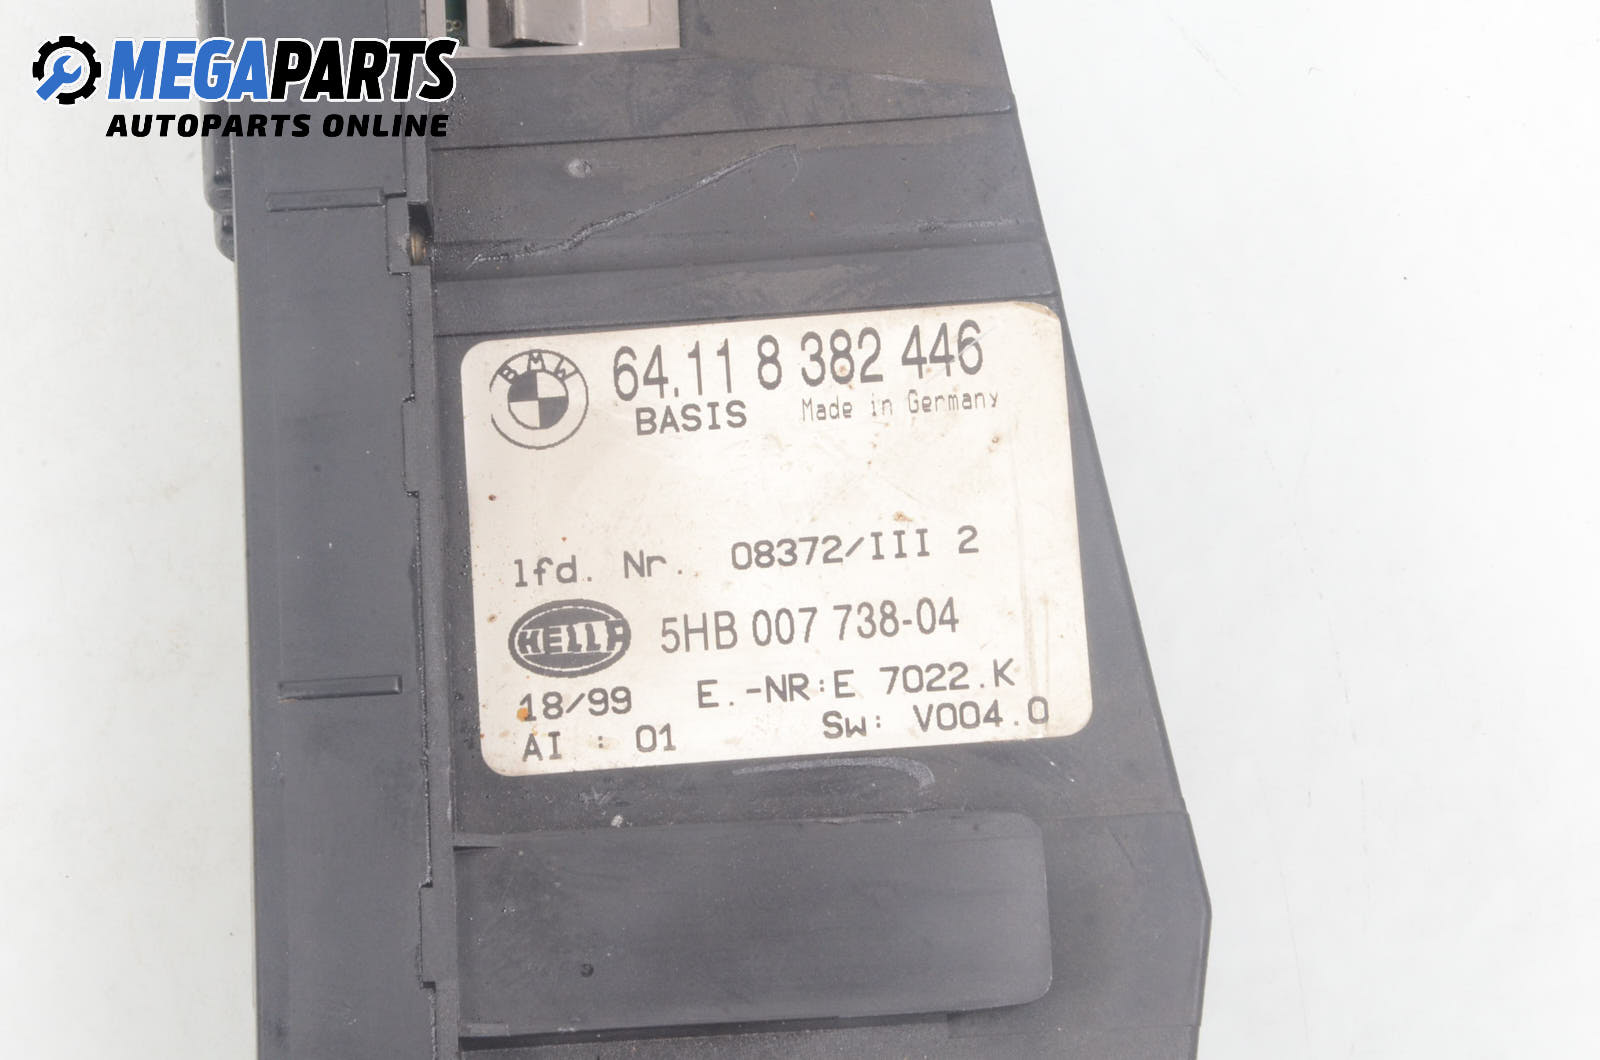 MEGAPARTS
AUTOPARTS ONLINE
BMW
64.11 8 382 446
BASIS Made in Germany
lfd. Nr. 08372/III 2
HELLA 5HB 007 738-04
18/99 E.-NR:E 7022.K
AI : 01 Sw: V004.0